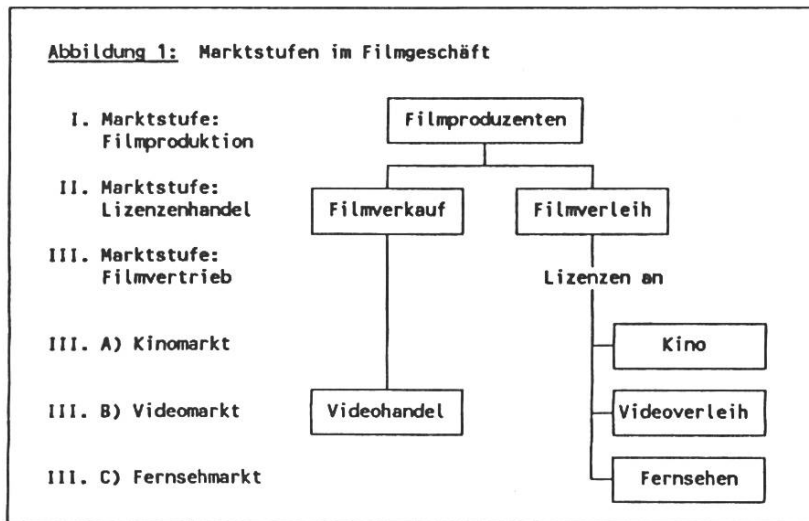 Abbildung 1: Marktstufen im Filmgeschäft
I. Marktstufe: Filmproduzenten
Filmproduktion
II. Marktstufe:
Lizenzenhandel Filmverkauf Filmverleih
III. Marktstufe:
Filmvertrieb Lizenzen an
III. A) Kinomarkt Kino
III. B) Videomarkt Videohandel Videoverleih
III. C) Fernsehmarkt Fernsehen